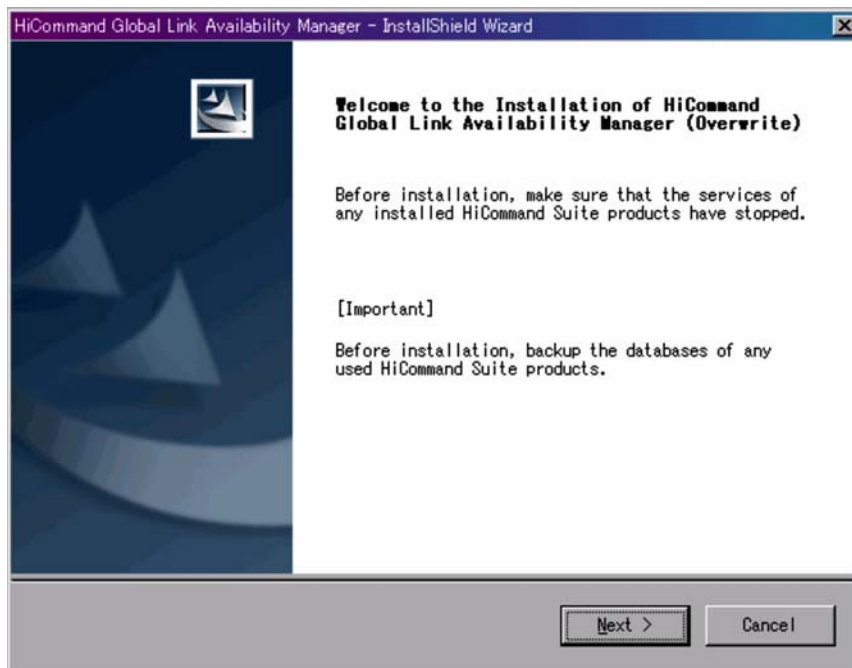 HiCommand Global Link Availability Manager - InstallShield Wizard
Welcome to the Installation of HiCommand
Global Link Availability Manager (Overwrite)
Before installation, make sure that the services of
any installed HiCommand Suite products have stopped.
[Important]
Before installation, backup the databases of any
used HiCommand Suite products.
Next >
Cancel